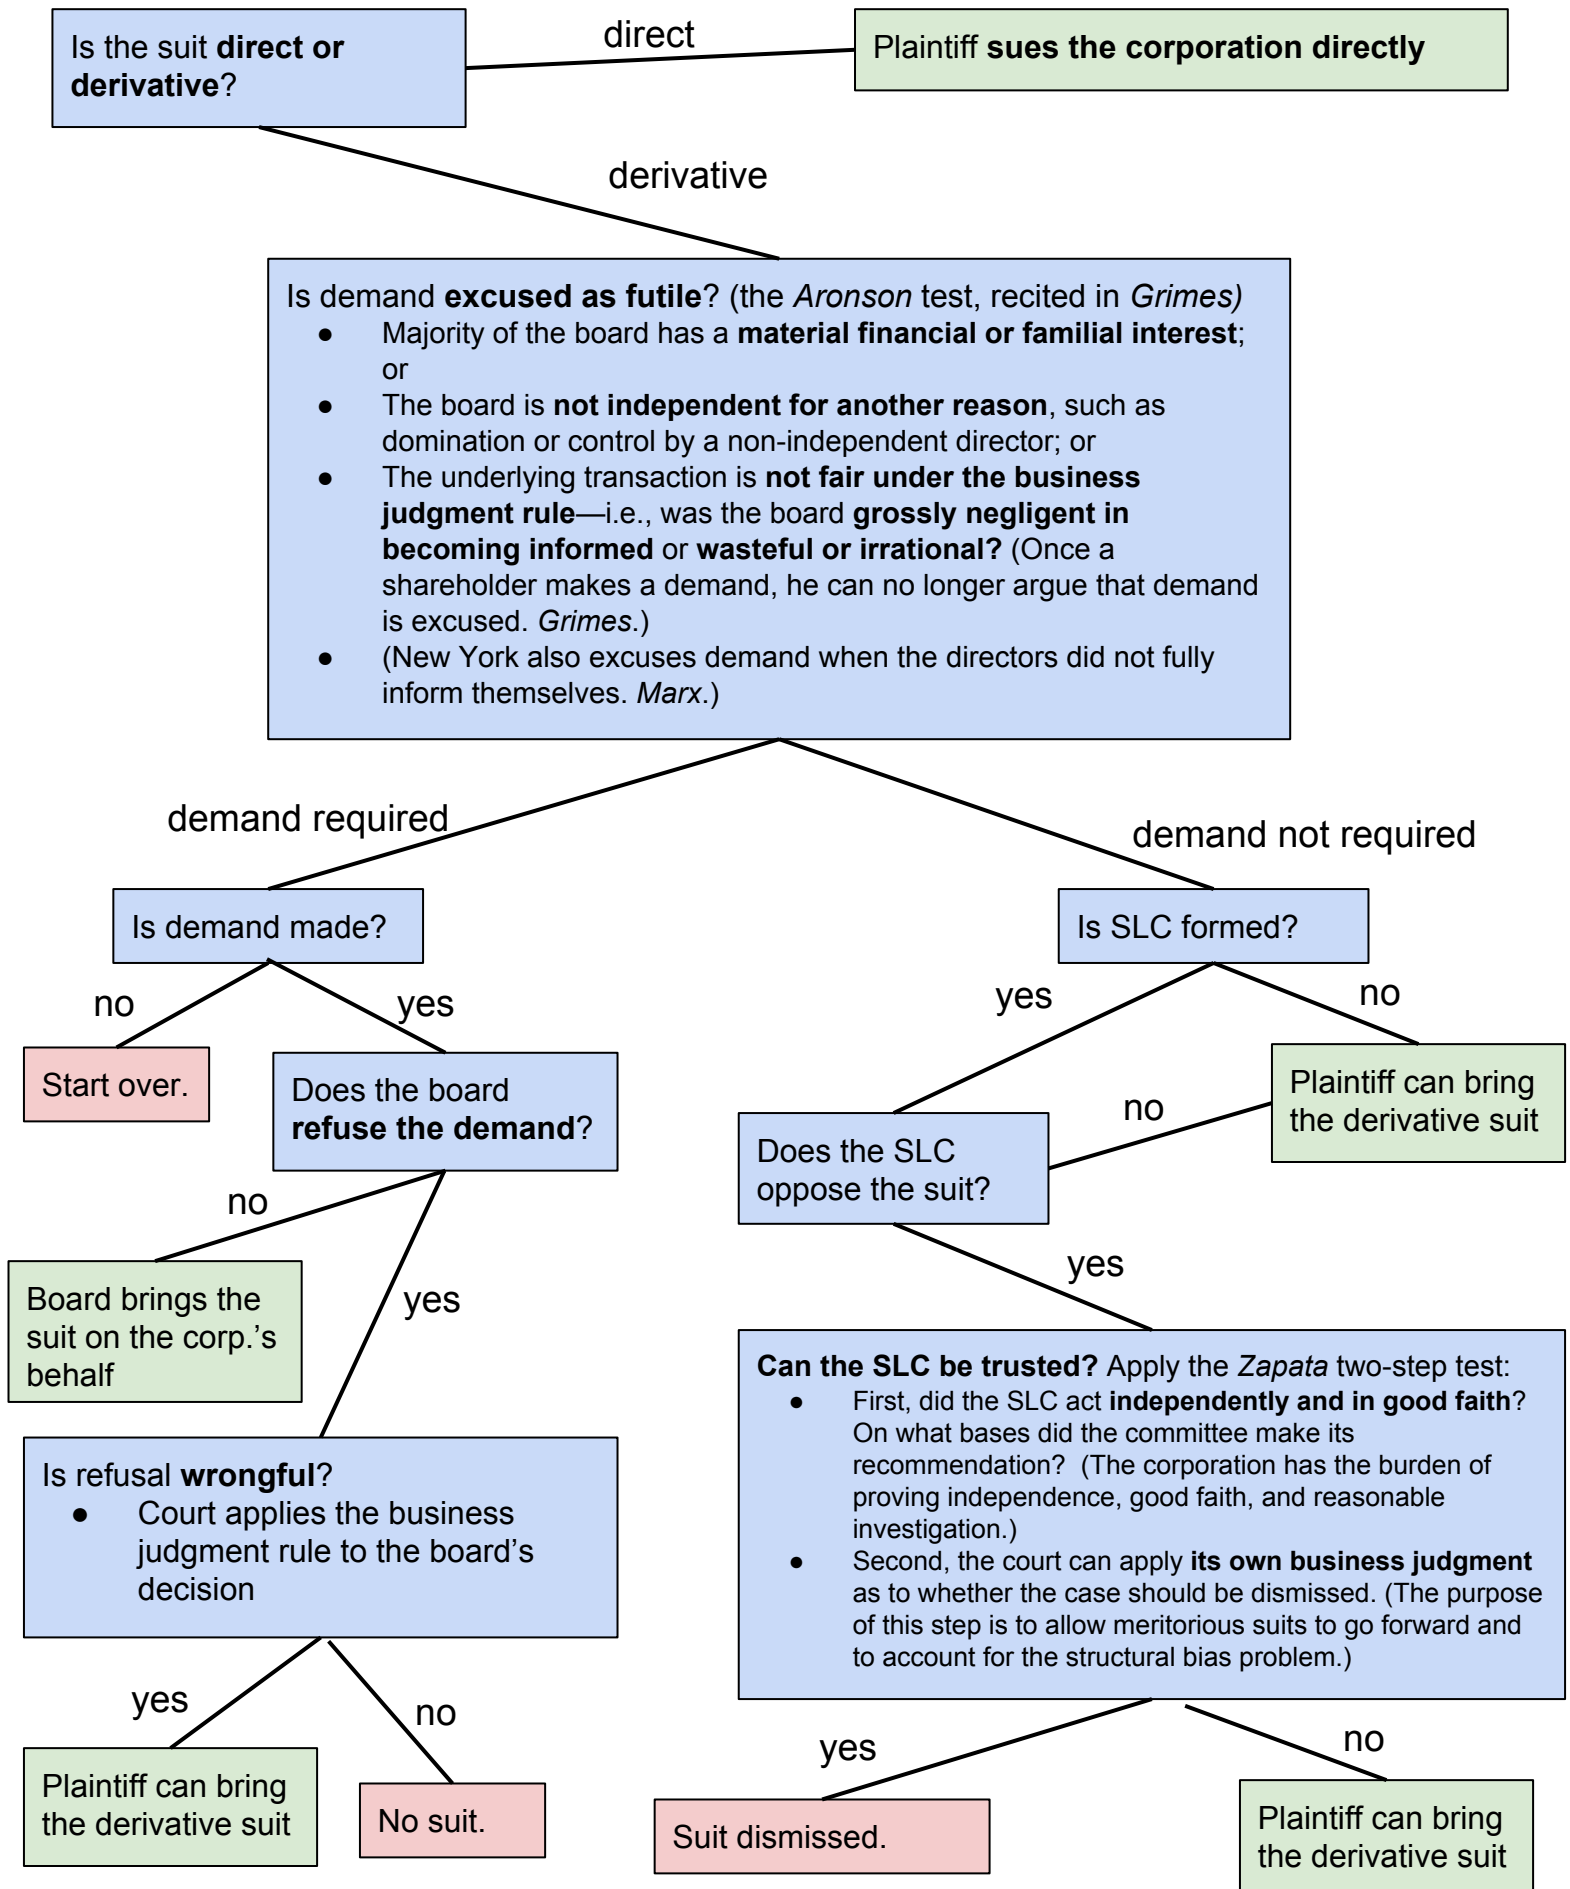 Is the suit direct or
derivative?
direct
Plaintiff sues the corporation directly
derivative
Is demand excused as futile? (the Aronson test, recited in Grimes)
● Majority of the board has a material financial or familial interest;
or
● The board is not independent for another reason, such as
domination or control by a non-independent director; or
● The underlying transaction is not fair under the business
judgment rule—i.e., was the board grossly negligent in
becoming informed or wasteful or irrational? (Once a
shareholder makes a demand, he can no longer argue that demand
is excused. Grimes.)
● (New York also excuses demand when the directors did not fully
inform themselves. Marx.)
demand required
demand not required
Is demand made?
Is SLC formed?
no
yes
yes
no
Start over.
Does the board
refuse the demand?
Does the SLC
oppose the suit?
no
Plaintiff can bring
the derivative suit
no
yes
yes
Board brings the
suit on the corp.'s
behalf
Is refusal wrongful?
● Court applies the business
judgment rule to the board's
decision
Can the SLC be trusted? Apply the Zapata two-step test:
● First, did the SLC act independently and in good faith?
On what bases did the committee make its
recommendation?  (The corporation has the burden of
proving independence, good faith, and reasonable
investigation.)
● Second, the court can apply its own business judgment
as to whether the case should be dismissed. (The purpose
of this step is to allow meritorious suits to go forward and
to account for the structural bias problem.)
yes
no
yes
no
Plaintiff can bring
the derivative suit
No suit.
Suit dismissed.
Plaintiff can bring
the derivative suit